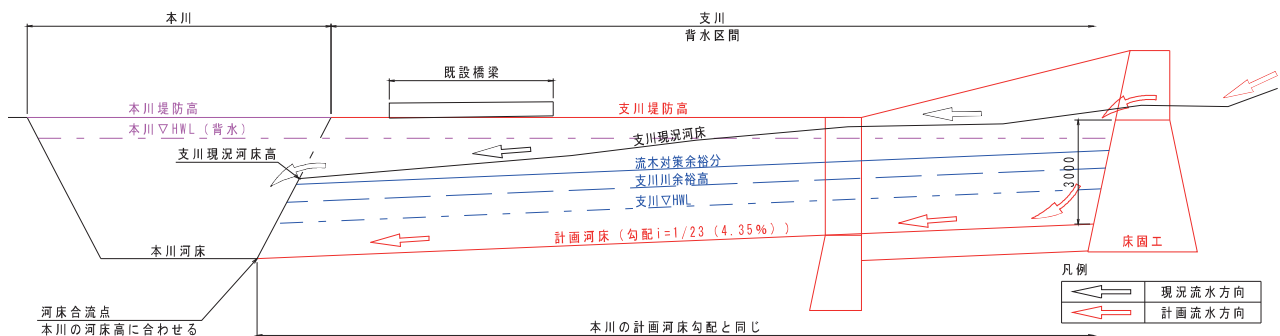 本川
支川
背水区間
既設橋梁
本川堤防高
支川堤防高
本川▽HWL（背水）
支川現況河床
支川現況河床高
流木対策余裕分
支川川余裕高
支川▽HWL
3000
計画河床（勾配i=1/23（4.35%））
本川河床
床固工
凡例
現況流水方向
計画流水方向
河床合流点
本川の河床高に合わせる
本川の計画河床勾配と同じ